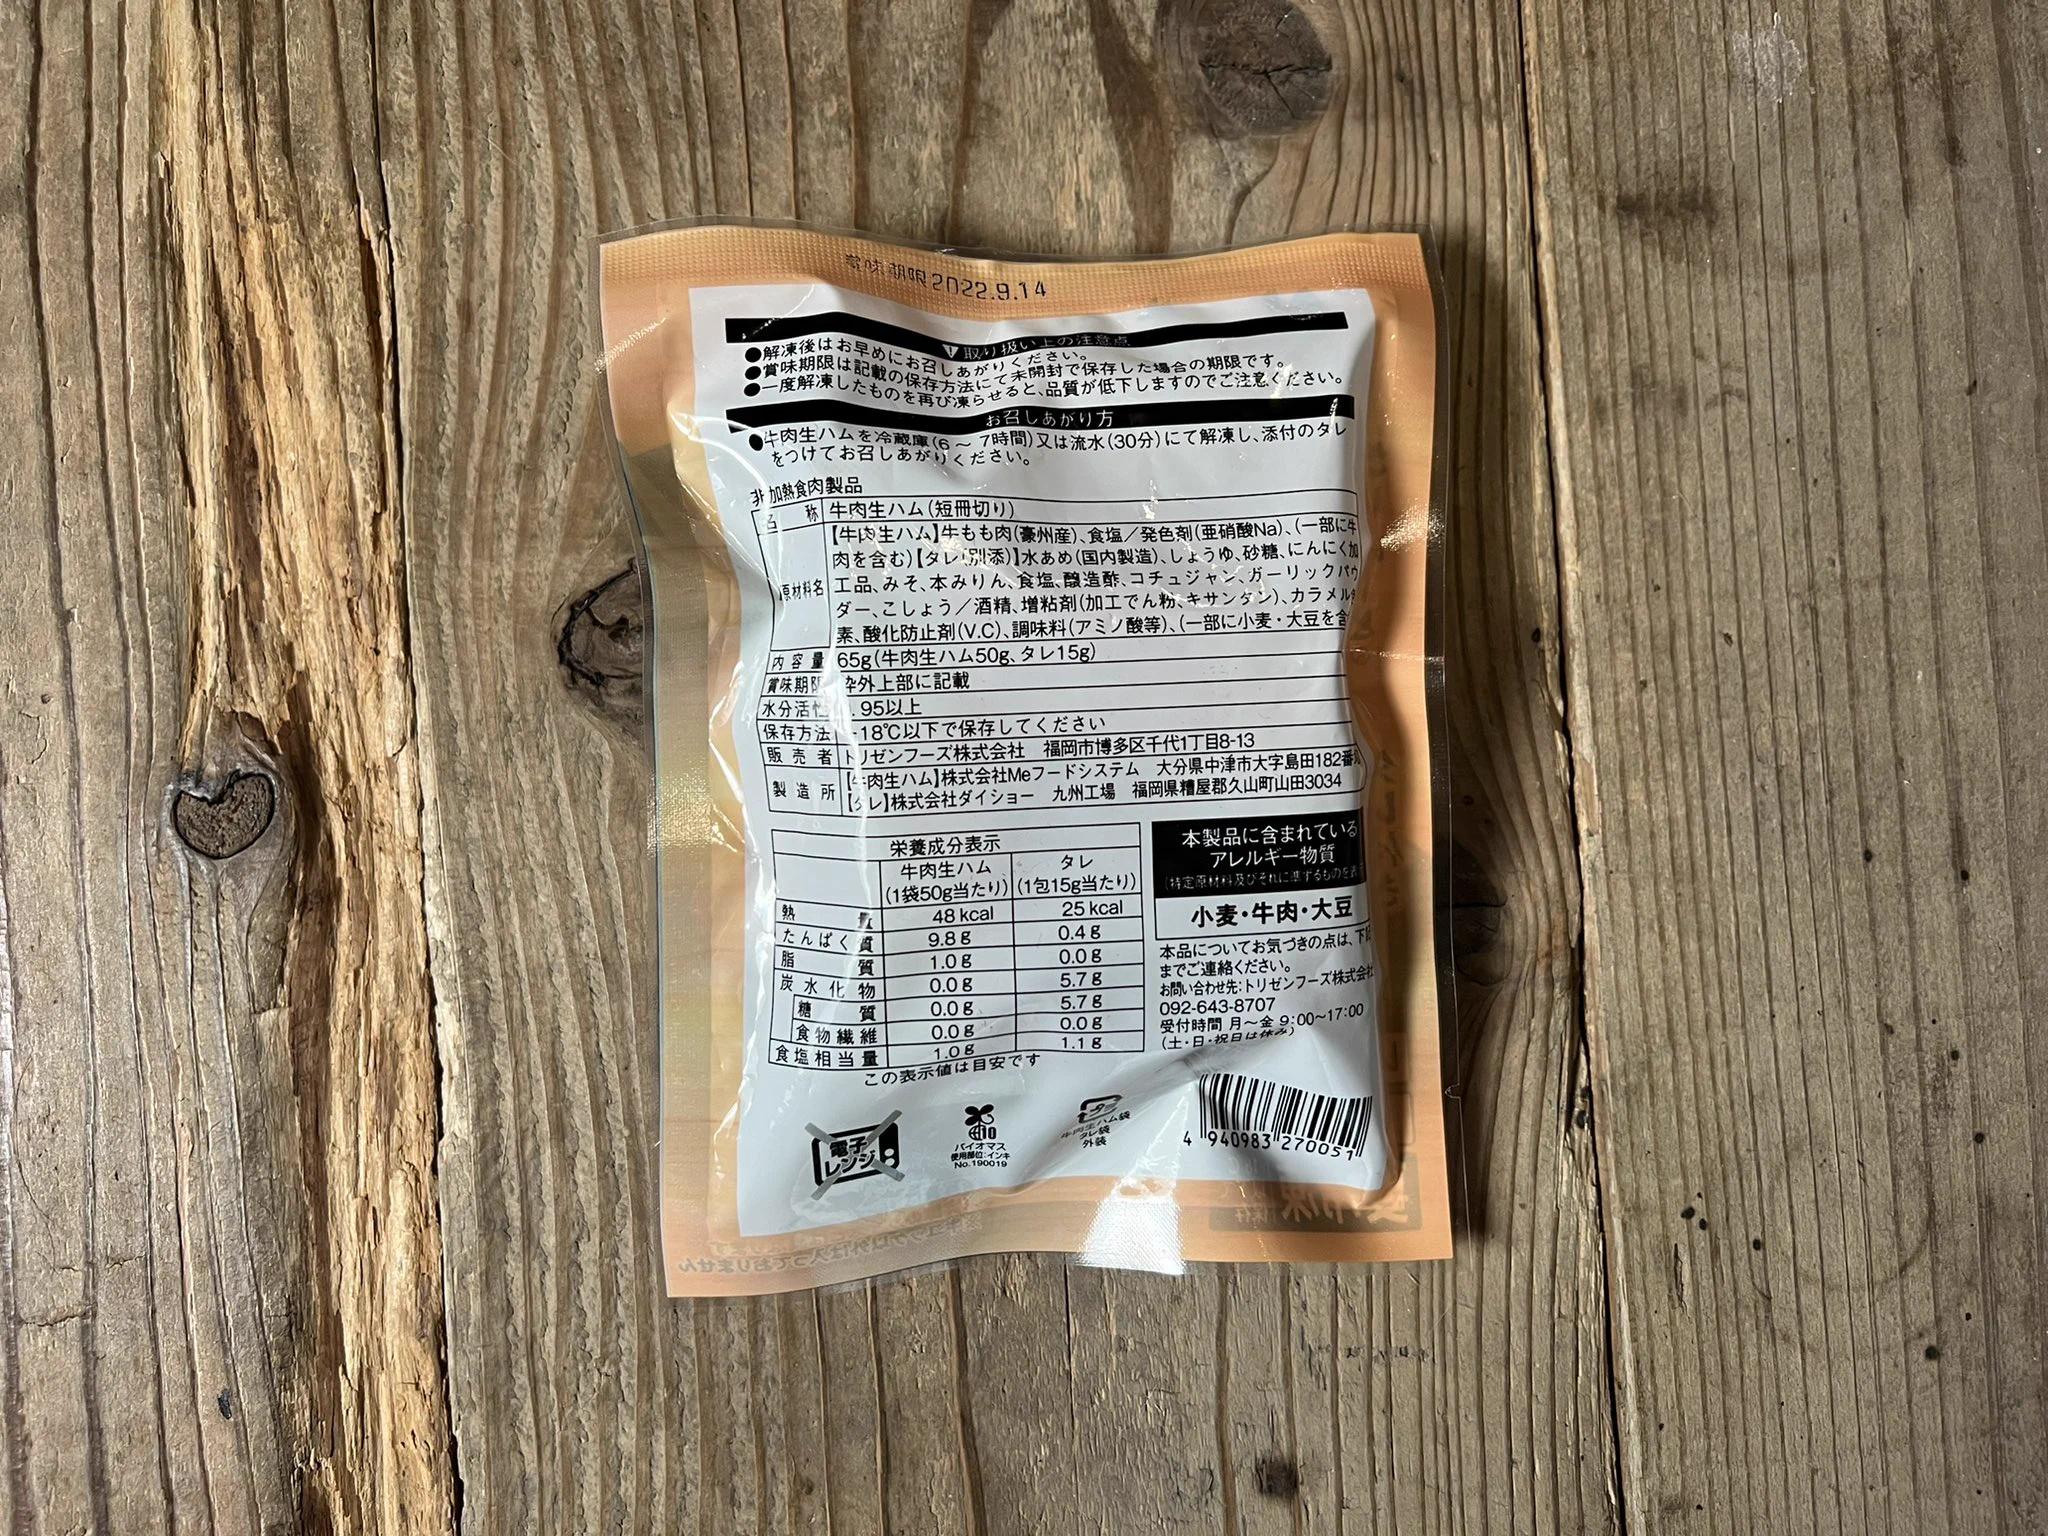 賞味期限2022.9.14
取り扱い上の注意点
●解凍後はお早めにお召しあがりください。
●賞味期限は記載の保存方法にて未開封で保存した場合の期限です。
●一度解凍したものを再び凍らせると、品質が低下しますのでご注意ください。
お召しあがり方
●牛肉生ハムを冷蔵庫(6〜7時間)又は流水(30分)にて解凍し、添付のタレ
をつけてお召しあがりください。
非加熱食肉製品
名称 牛肉生ハム(短冊切り)
原材料名 【牛肉生ハム】牛もも肉(豪州産)、食塩／発色剤(亜硝酸Na)、(一部に牛
肉を含む)【タレ(別添)】水あめ(国内製造)、しょうゆ、砂糖、にんにく加
工品、みそ、本みりん、食塩、醸造酢、コチュジャン、ガーリックパウ
ダー、こしょう／酒精、増粘剤(加工でん粉、キサンタン)、カラメル色
素、酸化防止剤(V.C)、調味料(アミノ酸等)、(一部に小麦・大豆を含
内容量 65g(牛肉生ハム50g、タレ15g)
賞味期限 枠外上部に記載
水分活性 .95以上
保存方法 -18℃以下で保存してください
販売者 トリゼンフーズ株式会社 福岡市博多区千代1丁目8-13
製造所 【牛肉生ハム】株式会社Meフードシステム 大分県中津市大字島田182番
【タレ】株式会社ダイショー 九州工場 福岡県糟屋郡久山町山田3034
栄養成分表示
牛肉生ハム タレ
(1袋50g当たり) (1包15g当たり)
熱量 48kcal 25kcal
たんぱく質 9.8g 0.4g
脂質 1.0g 0.0g
炭水化物 0.0g 5.7g
糖質 0.0g 5.7g
食物繊維 0.0g 0.0g
食塩相当量 1.0g 1.1g
この表示値は目安です
本製品に含まれている
アレルギー物質
(特定原材料及びそれに準ずるものを表
小麦・牛肉・大豆
本品についてお気づきの点は、下記
までご連絡ください。
お問い合わせ先:トリゼンフーズ株式会社
092-643-8707
受付時間 月〜金 9:00~17:00
(土・日・祝日は休み)
電子
レンジ
バイオマス
使用部位:インキ
No.190019
プラ
牛肉生ハム袋
タレ袋
外装
4 940983 270051